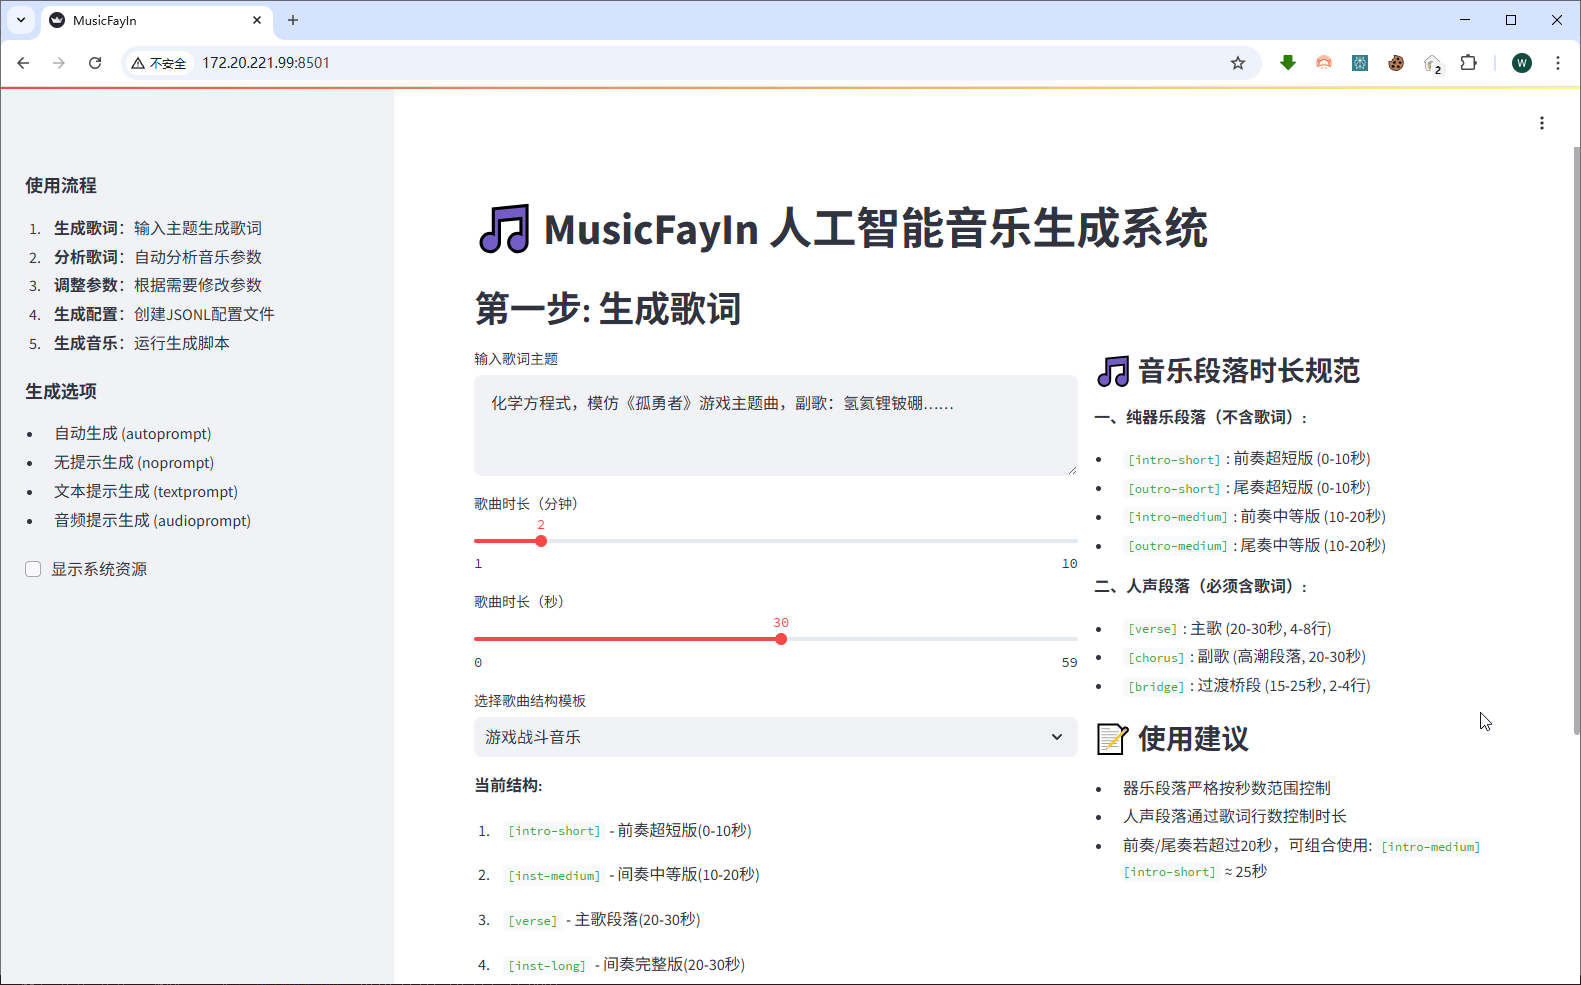 MusicFayIn
不安全
172.20.221.99:8501
2
W
使用流程
1. 生成歌词：输入主题生成歌词
2. 分析歌词：自动分析音乐参数
3. 调整参数：根据需要修改参数
4. 生成配置：创建JSONL配置文件
5. 生成音乐：运行生成脚本
生成选项
• 自动生成 (autoprompt)
• 无提示生成 (noprompt)
• 文本提示生成 (textprompt)
• 音频提示生成 (audioprompt)
显示系统资源
MusicFayIn 人工智能音乐生成系统
第一步: 生成歌词
输入歌词主题
化学方程式，模仿《孤勇者》游戏主题曲，副歌：氢氦锂铍硼……
歌曲时长（分钟）
2
1
10
歌曲时长（秒）
30
0
59
选择歌曲结构模板
游戏战斗音乐
当前结构:
1. [intro-short] - 前奏超短版(0-10秒)
2. [inst-medium] - 间奏中等版(10-20秒)
3. [verse] - 主歌段落(20-30秒)
4. [inst-long] - 间奏完整版(20-30秒)
音乐段落时长规范
一、纯器乐段落（不含歌词）:
• [intro-short] : 前奏超短版 (0-10秒)
• [outro-short] : 尾奏超短版 (0-10秒)
• [intro-medium] : 前奏中等版 (10-20秒)
• [outro-medium] : 尾奏中等版 (10-20秒)
二、人声段落（必须含歌词）:
• [verse] : 主歌 (20-30秒, 4-8行)
• [chorus] : 副歌 (高潮段落, 20-30秒)
• [bridge] : 过渡桥段 (15-25秒, 2-4行)
使用建议
• 器乐段落严格按秒数范围控制
• 人声段落通过歌词行数控制时长
• 前奏/尾奏若超过20秒，可组合使用: [intro-medium]
[intro-short] ≈ 25秒